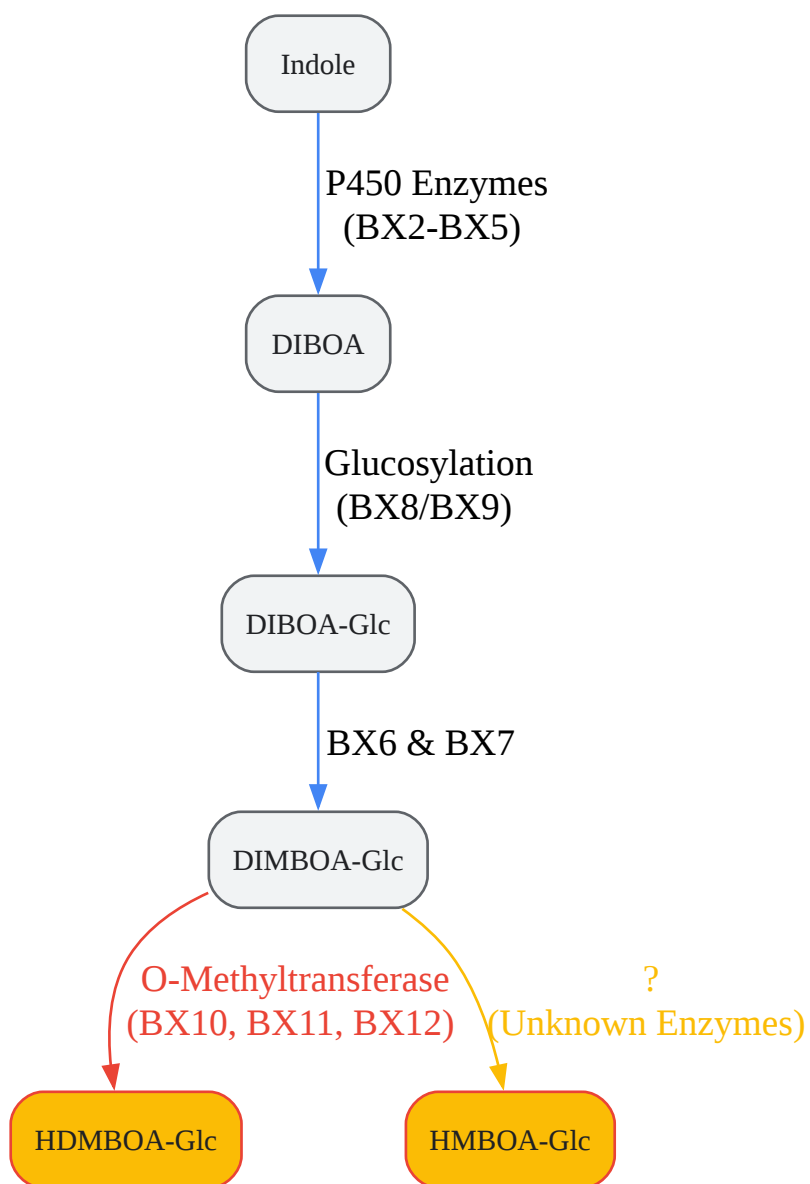 Indole
P450 Enzymes
(BX2-BX5)
DIBOA
Glucosylation
(BX8/BX9)
DIBOA-Glc
BX6 & BX7
DIMBOA-Glc
O-Methyltransferase
(BX10, BX11, BX12)
?
(Unknown Enzymes)
HDMBOA-Glc
HMBOA-Glc